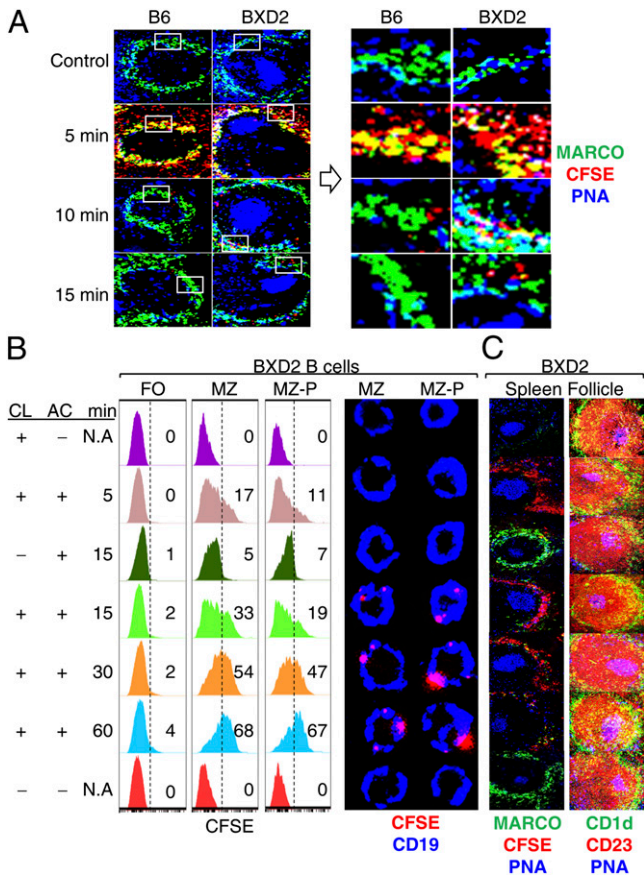 A
B6 BXD2 B6 BXD2
Control
5 min
10 min
15 min
MARCO
CFSE
PNA
B
BXD2 B cells
CL AC min FO MZ MZ-P MZ MZ-P
+ − N.A 0 0 0
+ + 5 0 17 11
− + 15 1 5 7
+ + 15 2 33 19
+ + 30 2 54 47
+ + 60 4 68 67
− − N.A 0 0 0
CFSE
CFSE
CD19
C
BXD2
Spleen Follicle
MARCO CD1d
CFSE CD23
PNA PNA